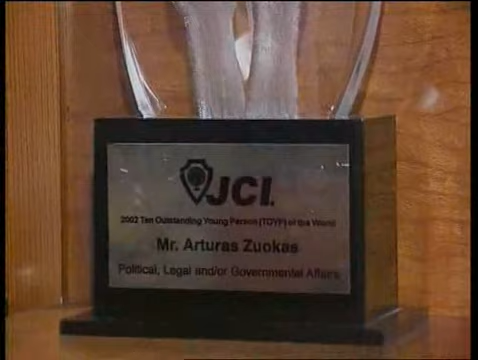 JCI.
2002 Ten Outstanding Young Person (TOYP) of the World
Mr. Arturas Zuokas
Political, Legal and/or Governmental Affairs